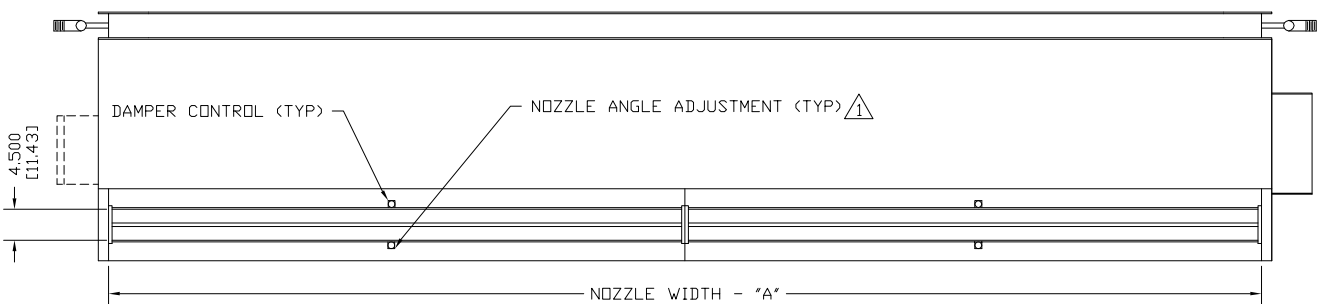 DAMPER CONTROL (TYP)
NOZZLE ANGLE ADJUSTMENT (TYP) 1
4.500
[11.43]
NOZZLE WIDTH - "A"